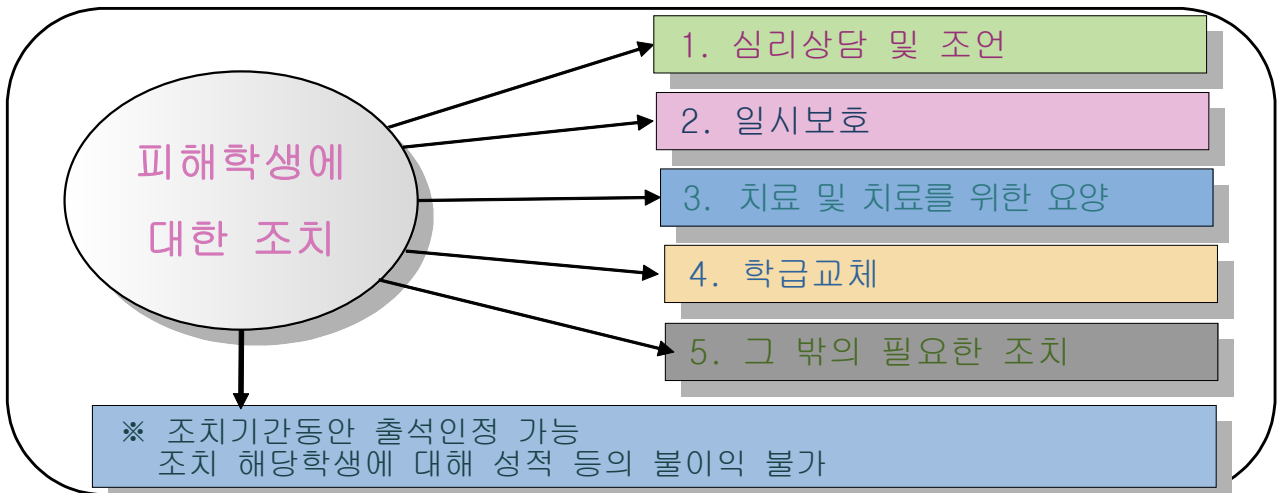 피해학생에
대한 조치
1. 심리상담 및 조언
2. 일시보호
3. 치료 및 치료를 위한 요양
4. 학급교체
5. 그 밖의 필요한 조치
※ 조치기간동안 출석인정 가능
조치 해당학생에 대해 성적 등의 불이익 불가